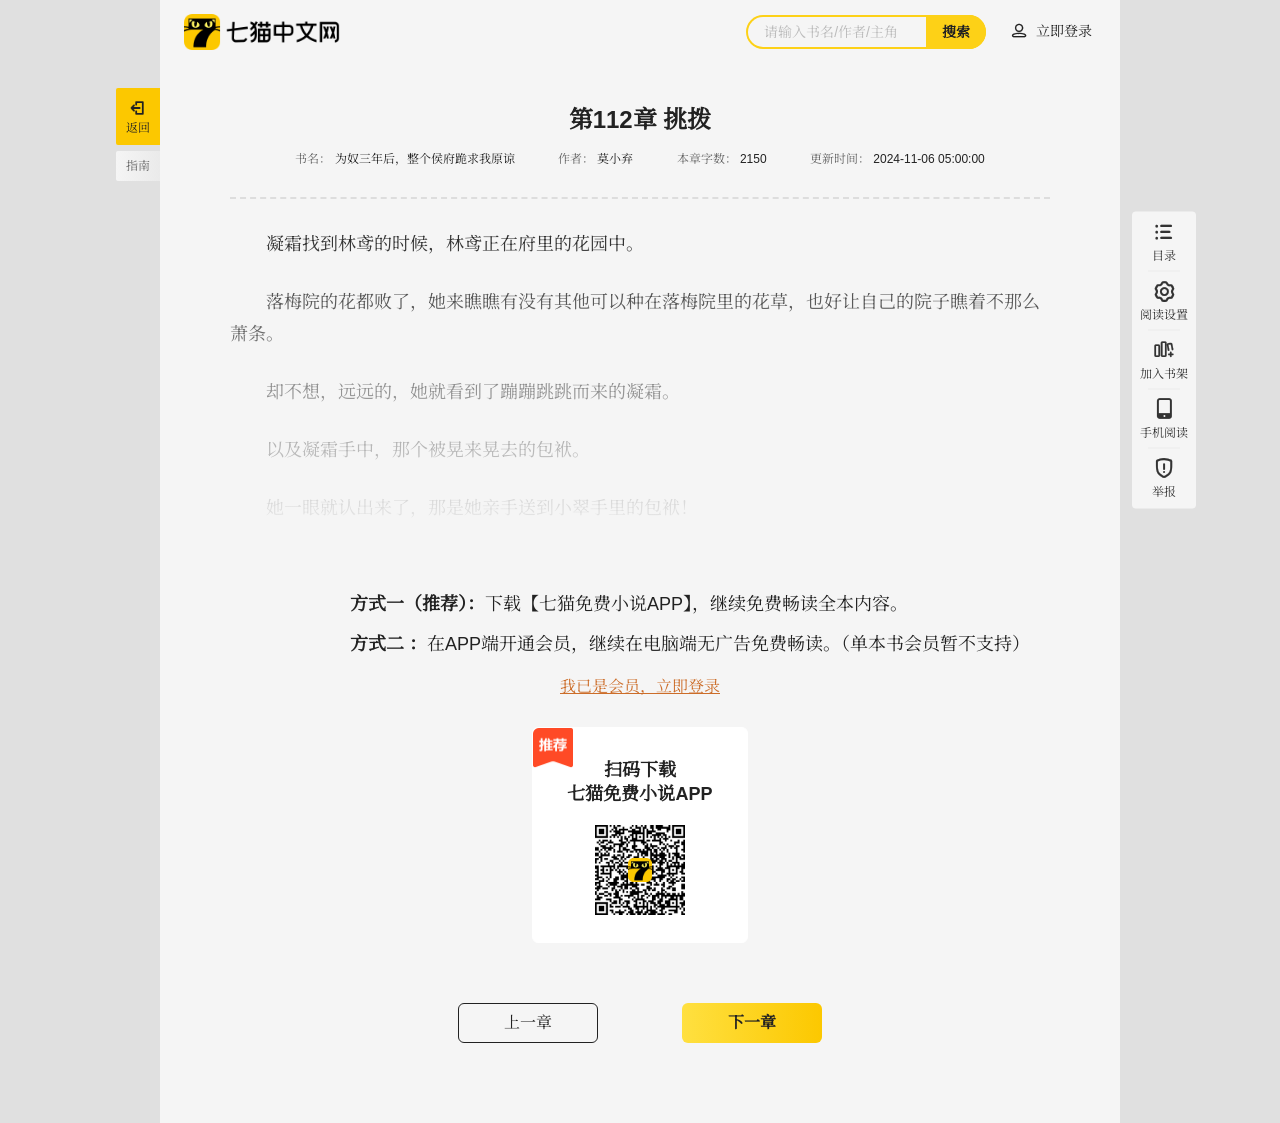 七猫中文网
请输入书名/作者/主角
搜索
立即登录
返回
指南
第112章 挑拨
书名： 为奴三年后，整个侯府跪求我原谅 作者： 莫小弃 本章字数： 2150 更新时间： 2024-11-06 05:00:00
凝霜找到林鸢的时候，林鸢正在府里的花园中。
落梅院的花都败了，她来瞧瞧有没有其他可以种在落梅院里的花草，也好让自己的院子瞧着不那么
萧条。
却不想，远远的，她就看到了蹦蹦跳跳而来的凝霜。
以及凝霜手中，那个被晃来晃去的包袱。
她一眼就认出来了，那是她亲手送到小翠手里的包袱！
目录
阅读设置
加入书架
手机阅读
举报
方式一（推荐）：下载【七猫免费小说APP】，继续免费畅读全本内容。
方式二 ：在APP端开通会员，继续在电脑端无广告免费畅读。（单本书会员暂不支持）
我已是会员，立即登录
推荐
扫码下载
七猫免费小说APP
上一章
下一章